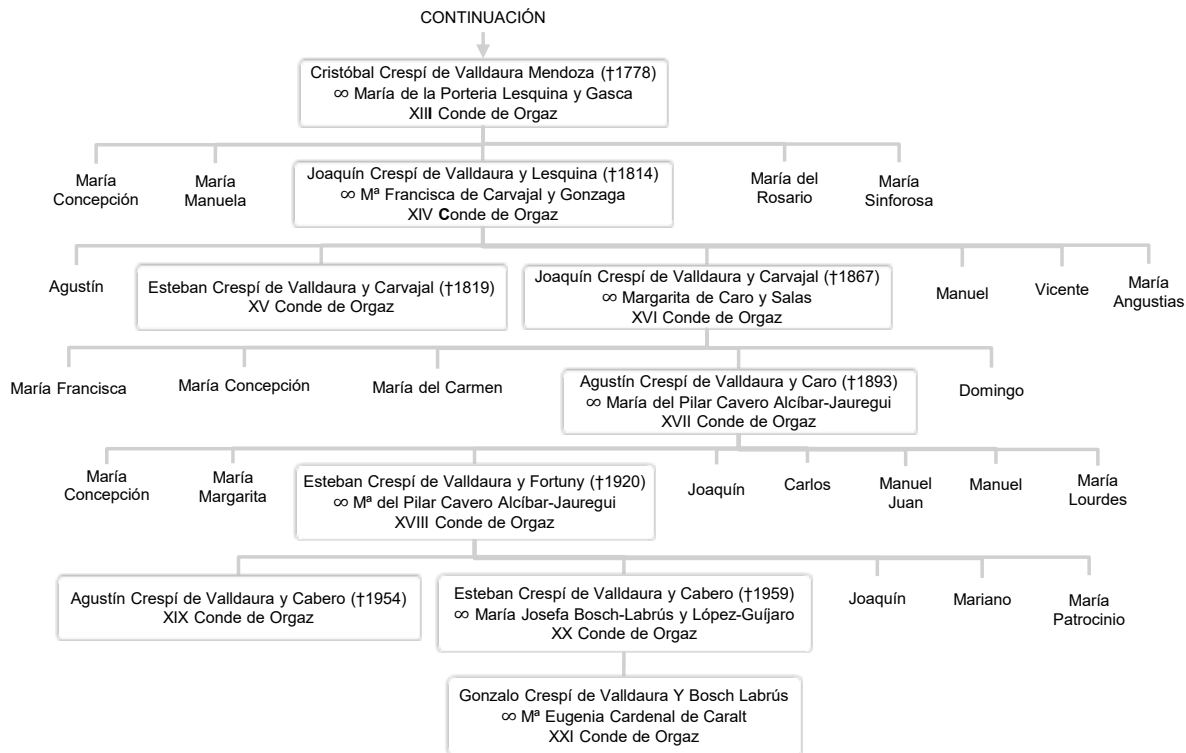 CONTINUACIÓN
Cristóbal Crespí de Valldaura Mendoza (†1778)
∞ María de la Porteria Lesquina y Gasca
XIII Conde de Orgaz
María
Concepción
María
Manuela
Joaquín Crespí de Valldaura y Lesquina (†1814)
∞ Mª Francisca de Carvajal y Gonzaga
XIV Conde de Orgaz
María del
Rosario
María
Sinforosa
Agustín
Esteban Crespí de Valldaura y Carvajal (†1819)
XV Conde de Orgaz
Joaquín Crespí de Valldaura y Carvajal (†1867)
∞ Margarita de Caro y Salas
XVI Conde de Orgaz
Manuel
Vicente
María
Angustias
María Francisca
María Concepción
María del Carmen
Agustín Crespí de Valldaura y Caro (†1893)
∞ María del Pilar Cavero Alcíbar-Jauregui
XVII Conde de Orgaz
Domingo
María
Concepción
María
Margarita
Esteban Crespí de Valldaura y Fortuny (†1920)
∞ Mª del Pilar Cavero Alcíbar-Jauregui
XVIII Conde de Orgaz
Joaquín
Carlos
Manuel
Juan
Manuel
María
Lourdes
Agustín Crespí de Valldaura y Cabero (†1954)
XIX Conde de Orgaz
Esteban Crespí de Valldaura y Cabero (†1959)
∞ María Josefa Bosch-Labrús y López-Guíjaro
XX Conde de Orgaz
Joaquín
Mariano
María
Patrocinio
Gonzalo Crespí de Valldaura Y Bosch Labrús
∞ Mª Eugenia Cardenal de Caralt
XXI Conde de Orgaz